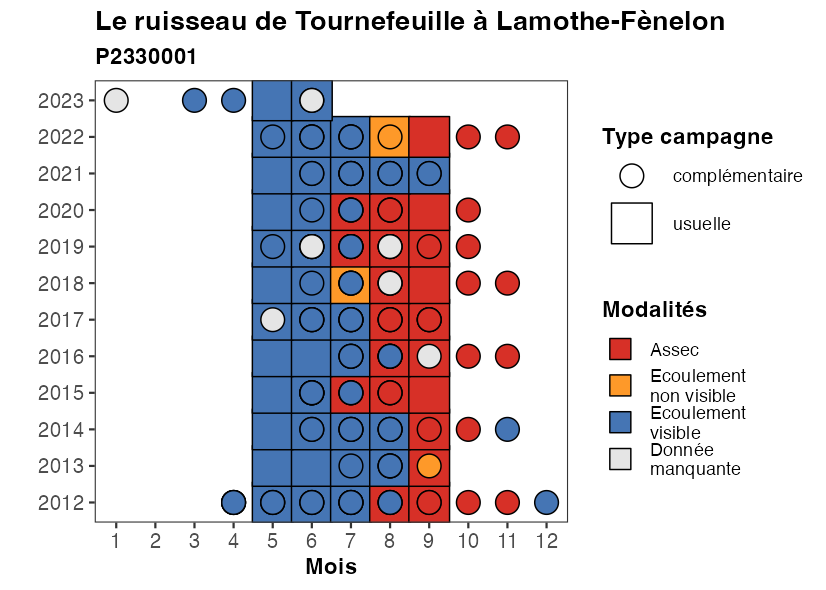 Le ruisseau de Tournefeuille à Lamothe-Fènelon
P2330001
2023
2022
2021
2020
2019
2018
2017
2016
2015
2014
2013
2012
1 2 3 4 5 6 7 8 9 10 11 12
Mois
Type campagne
complémentaire
usuelle
Modalités
Assec
Ecoulement
non visible
Ecoulement
visible
Donnée
manquante